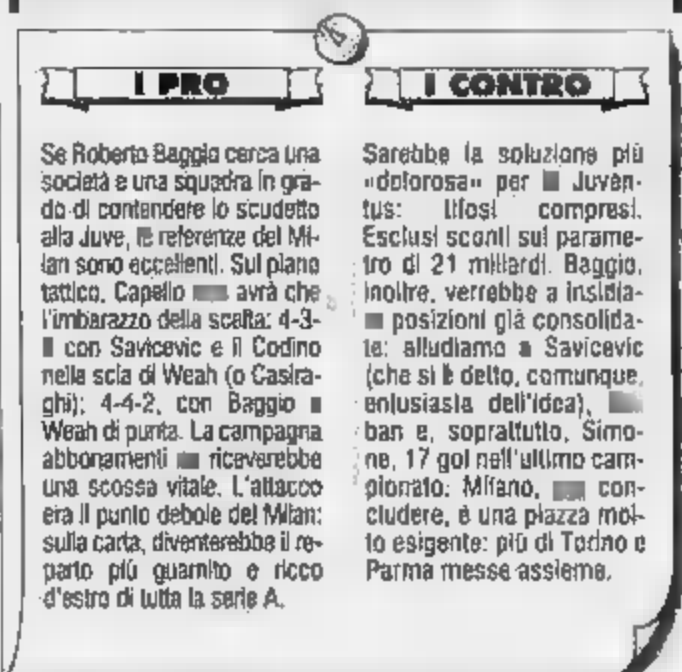 I PRO
Se Roberto Baggio cerca una
società e una squadra in gra-
do di contendere lo scudetto
alla Juve, referenze del Mi-
lan sono eccellenti. Sul piano
tattico, Capello avrà che
l'imbarazzo della scelta: 4-3-
con Savicevic e il Codino
nella scia di Weah (o Casira-
ghi); 4-4-2, con Baggio
Weah di punta. La campagna
abbonamenti riceverebbe
una scossa vitale. L'attacco
era il punto debole del Milan:
sulla carta, diventerebbe il re-
parto più guarnito e ricco
d'estro di tutta la serie A.
I CONTRO
Sarebbe la soluzione più
«dolorosa» per Juven-
tus: tifosi compresi.
Esclusi sconti sul parame-
tro di 21 miliardi. Baggio,
inoltre, verrebbe a insidia-
posizioni già consolida-
te: alludiamo a Savicevic
(che si è detto, comunque,
entusiasta dell'idea),
ban e, soprattutto, Simo-
ne, 17 gol nell'ultimo cam-
pionato: Milano, con-
cludere, è una piazza mol-
to esigente: più di Torino e
Parma messe assieme.